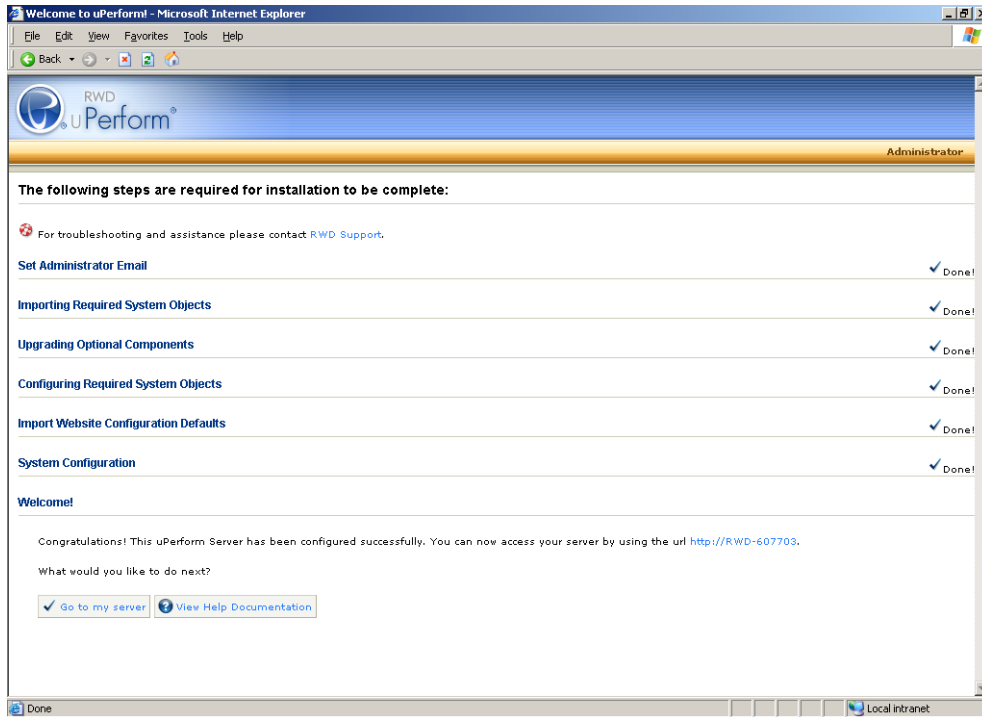 Welcome to uPerform! - Microsoft Internet Explorer
File Edit View Favorites Tools Help
Back
RWD
uPerform®
Administrator
The following steps are required for installation to be complete:
For troubleshooting and assistance please contact RWD Support.
Set Administrator Email
Done!
Importing Required System Objects
Done!
Upgrading Optional Components
Done!
Configuring Required System Objects
Done!
Import Website Configuration Defaults
Done!
System Configuration
Done!
Welcome!
Congratulations! This uPerform Server has been configured successfully. You can now access your server by using the url http://RWD-607703.
What would you like to do next?
Go to my server View Help Documentation
Done Local intranet